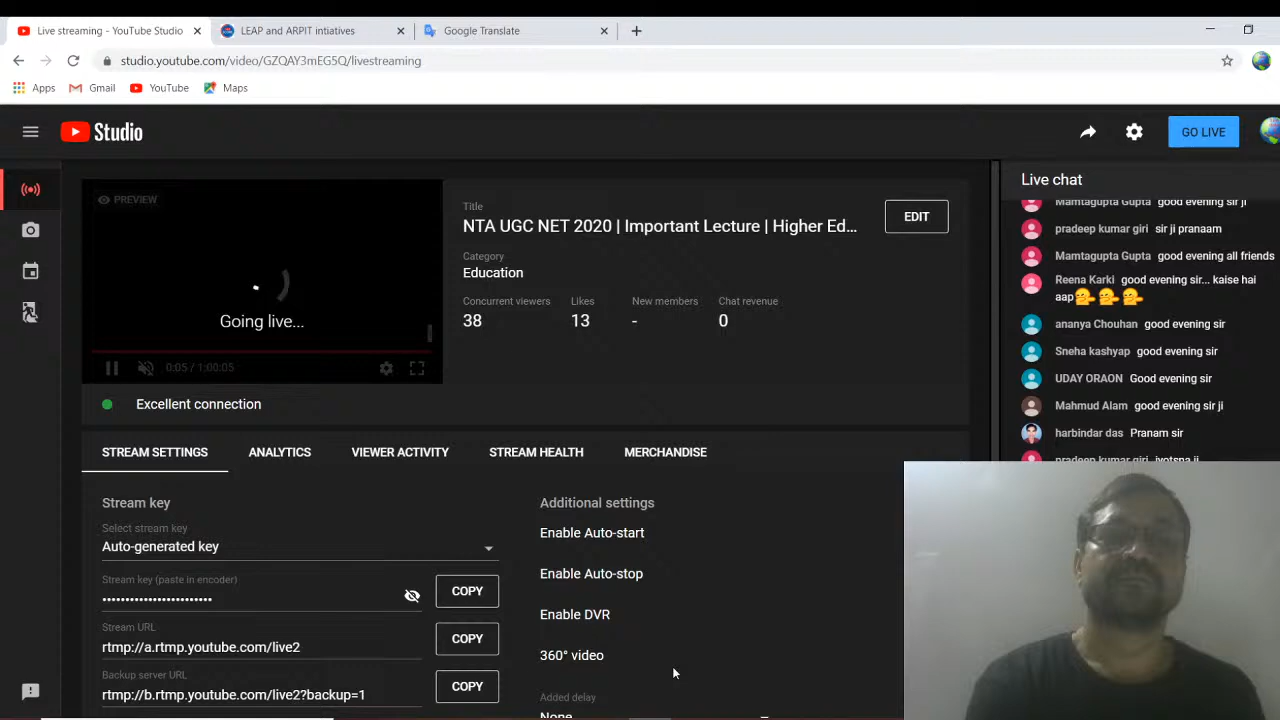 Live streaming - YouTube Studio
LEAP and ARPIT intiatives
Google Translate
studio.youtube.com/video/GZQAY3mEG5Q/livestreaming
Apps Gmail YouTube Maps
Studio
GO LIVE
PREVIEW
Going live...
0:05 / 1:00:05
Title
NTA UGC NET 2020 | Important Lecture | Higher Ed...
EDIT
Category
Education
Concurrent viewers Likes New members Chat revenue
38 13 - 0
Excellent connection
STREAM SETTINGS ANALYTICS VIEWER ACTIVITY STREAM HEALTH MERCHANDISE
Stream key
Select stream key
Auto-generated key
Stream key (paste in encoder)
••••••••••••••••••••••••
COPY
Stream URL
rtmp://a.rtmp.youtube.com/live2
COPY
Backup server URL
rtmp://b.rtmp.youtube.com/live2?backup=1
COPY
Additional settings
Enable Auto-start
Enable Auto-stop
Enable DVR
360° video
Added delay
None
Live chat
Mamtagupta Gupta good evening sir ji
pradeep kumar giri sir ji pranaam
Mamtagupta Gupta good evening all friends
Reena Karki good evening sir... kaise hai
aap
ananya Chouhan good evening sir
Sneha kashyap good evening sir
UDAY ORAON Good evening sir
Mahmud Alam good evening sir ji
harbindar das Pranam sir
pradeep kumar giri jyotsna ji